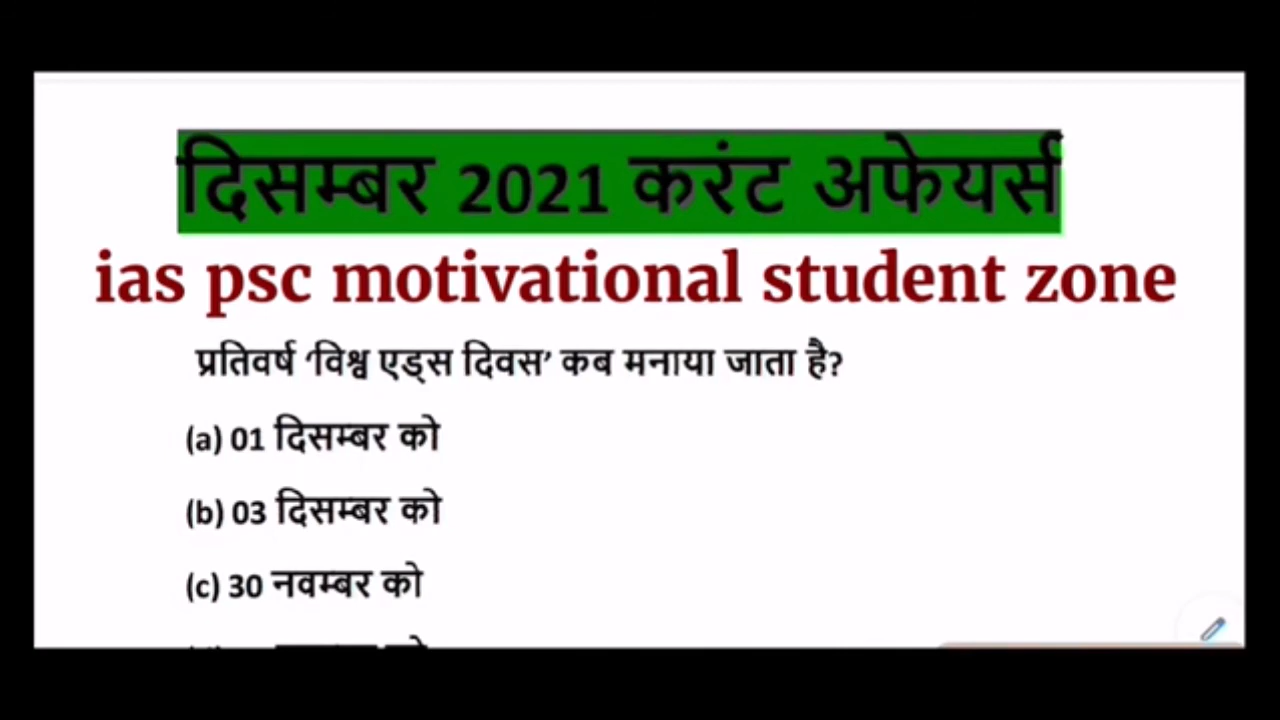 दिसम्बर 2021 करंट अफेयर्स
ias psc motivational student zone
प्रतिवर्ष ‘विश्व एड्स दिवस’ कब मनाया जाता है?
(a) 01 दिसम्बर को
(b) 03 दिसम्बर को
(c) 30 नवम्बर को